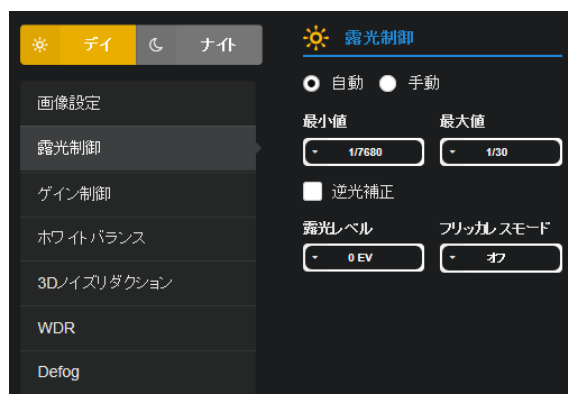 デイ
ナイト
画像設定
露光制御
ゲイン制御
ホワイトバランス
3Dノイズリダクション
WDR
Defog
露光制御
自動 手動
最小値 最大値
1/7680 1/30
逆光補正
露光レベル フリッカレスモード
0 EV オフ